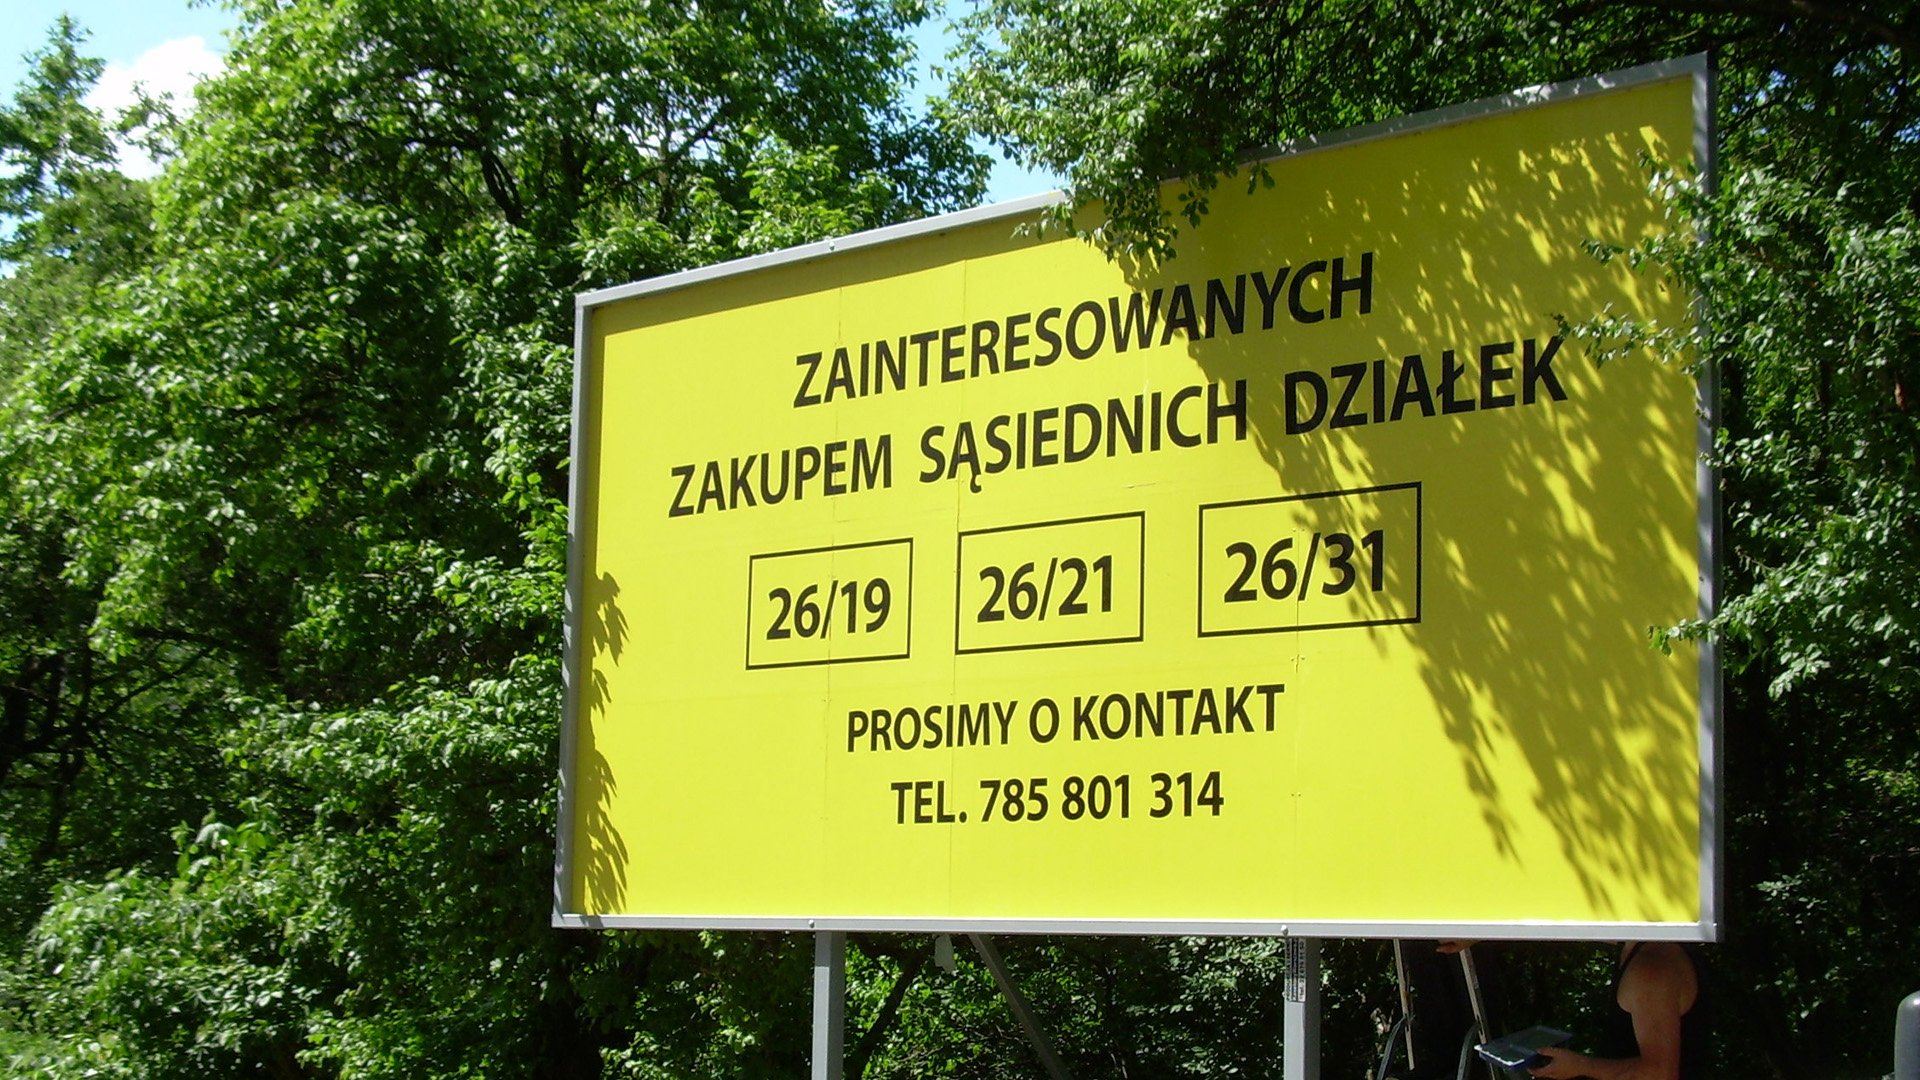 ZAINTERESOWANYCH
ZAKUPEM SĄSIEDNICH DZIAŁEK
26/19 26/21 26/31
PROSIMY O KONTAKT
TEL. 785 801 314